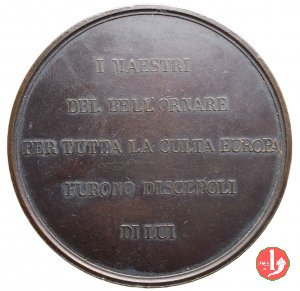 I MAESTRI
DEL BELL'ORNARE
PER TUTTA LA CULTA EUROPA
FURONO DISCEPOLI
DI LUI